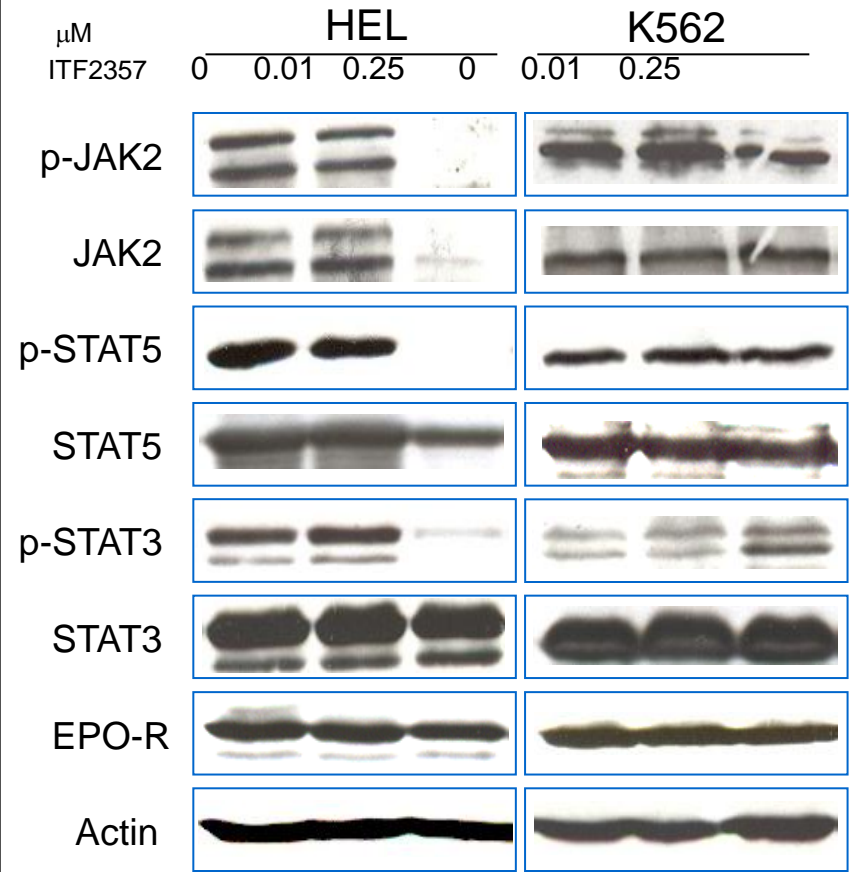 μM HEL K562
ITF2357 0 0.01 0.25 0 0.01 0.25
p-JAK2
JAK2
p-STAT5
STAT5
p-STAT3
STAT3
EPO-R
Actin